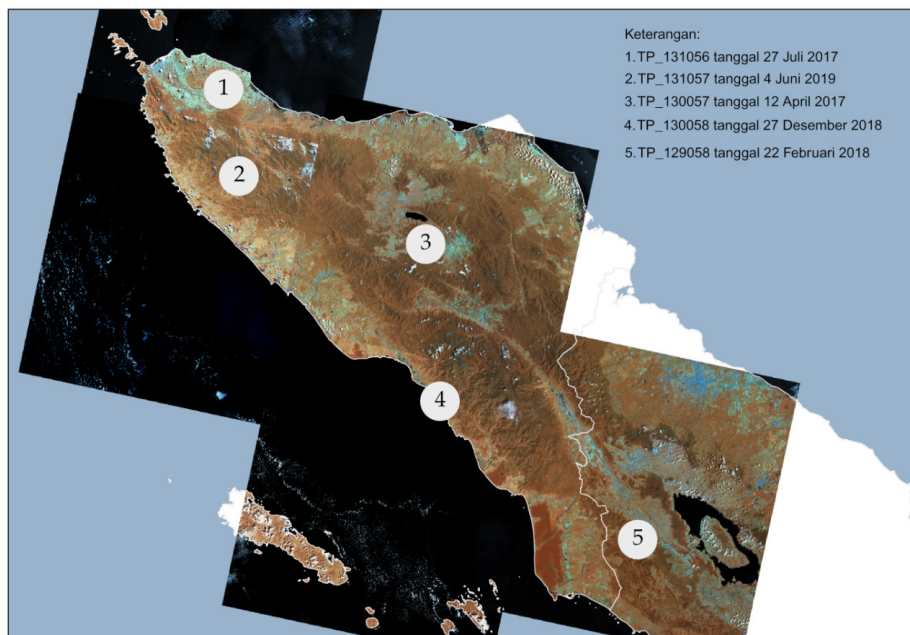 Keterangan:
1. TP_131056 tanggal 27 Juli 2017
2. TP_131057 tanggal 4 Juni 2019
3. TP_130057 tanggal 12 April 2017
4. TP_130058 tanggal 27 Desember 2018
5. TP_129058 tanggal 22 Februari 2018
1
2
3
4
5